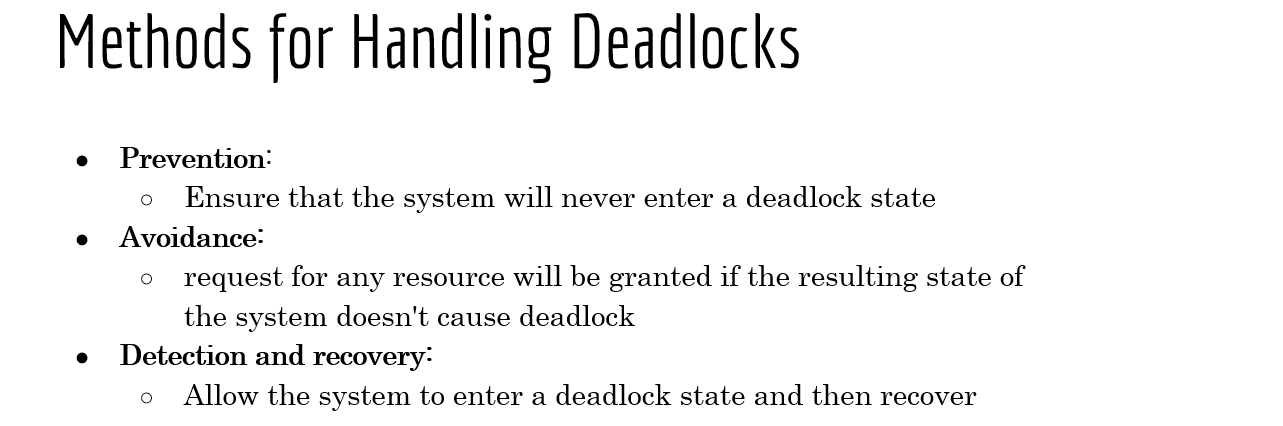 Methods for Handling Deadlocks
● Prevention:
○ Ensure that the system will never enter a deadlock state
● Avoidance:
○ request for any resource will be granted if the resulting state of
the system doesn't cause deadlock
● Detection and recovery:
○ Allow the system to enter a deadlock state and then recover